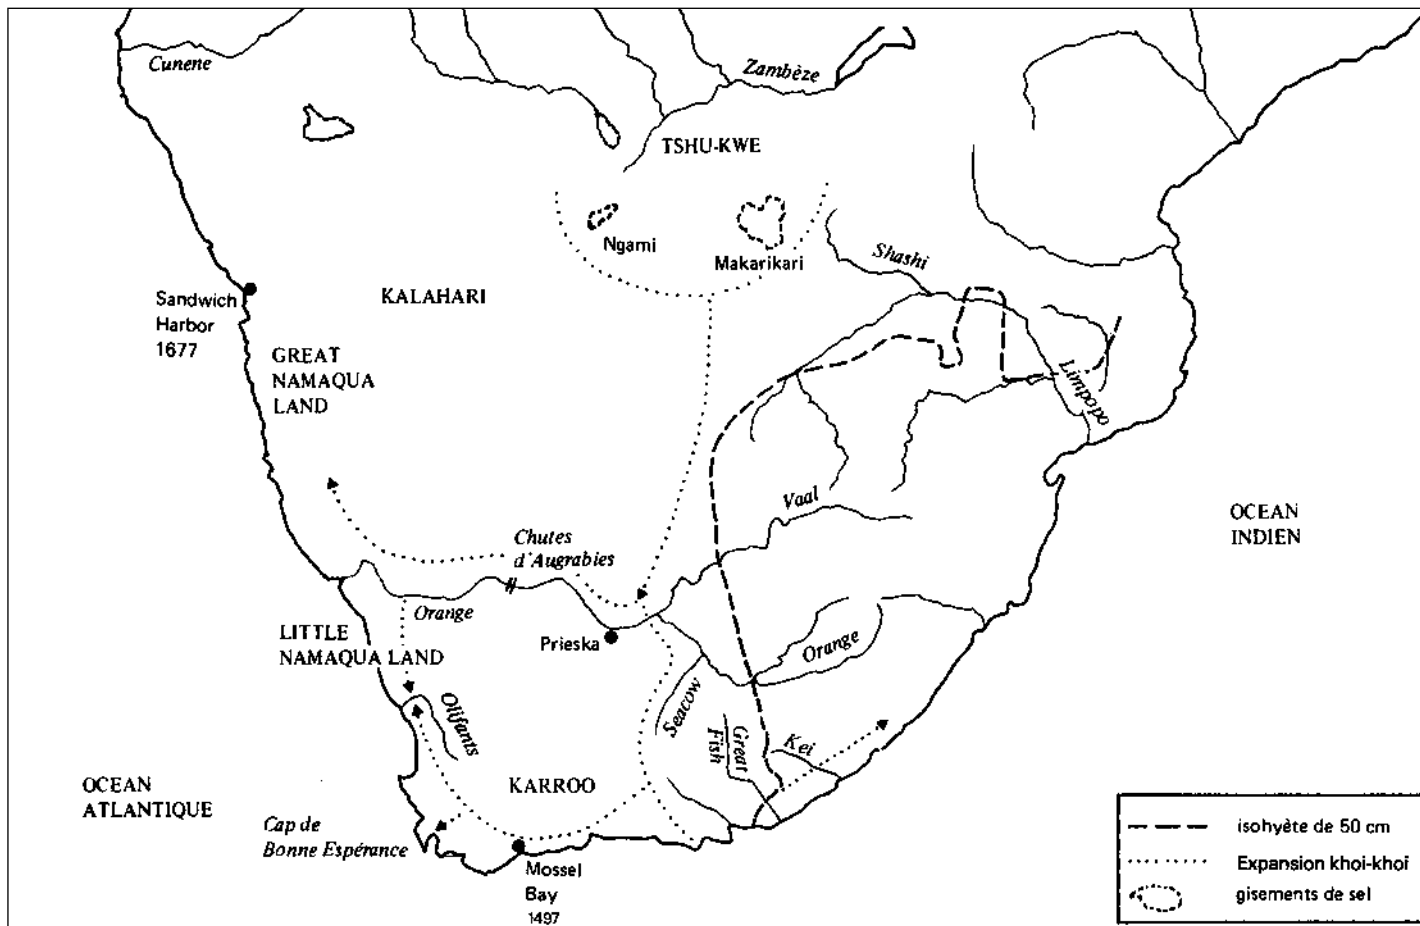 Cunene
Zambèze
TSHU-KWE
Ngami
Makarikari
Shashi
Sandwich
Harbor
1677
KALAHARI
GREAT
NAMAQUA
LAND
Limpopo
Vaal
OCEAN
INDIEN
Chutes
d'Augrabies
Orange
LITTLE
NAMAQUA LAND
Prieska
Orange
Seacow
Great
Fish
Kei
Olifants
KARROO
OCEAN
ATLANTIQUE
Cap de
Bonne Espérance
Mossel
Bay
1497
isohyète de 50 cm
Expansion khoi-khoi
gisements de sel